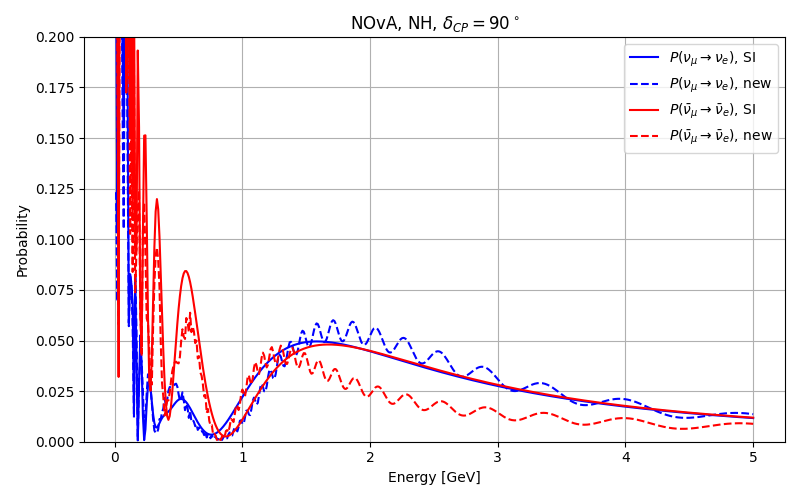 NOvA, NH, δ_CP = 90°
P(ν_μ → ν_e), SI
P(ν_μ → ν_e), new
P(ν̄_μ → ν̄_e), SI
P(ν̄_μ → ν̄_e), new
Probability
0.200
0.175
0.150
0.125
0.100
0.075
0.050
0.025
0.000
0 1 2 3 4 5
Energy [GeV]